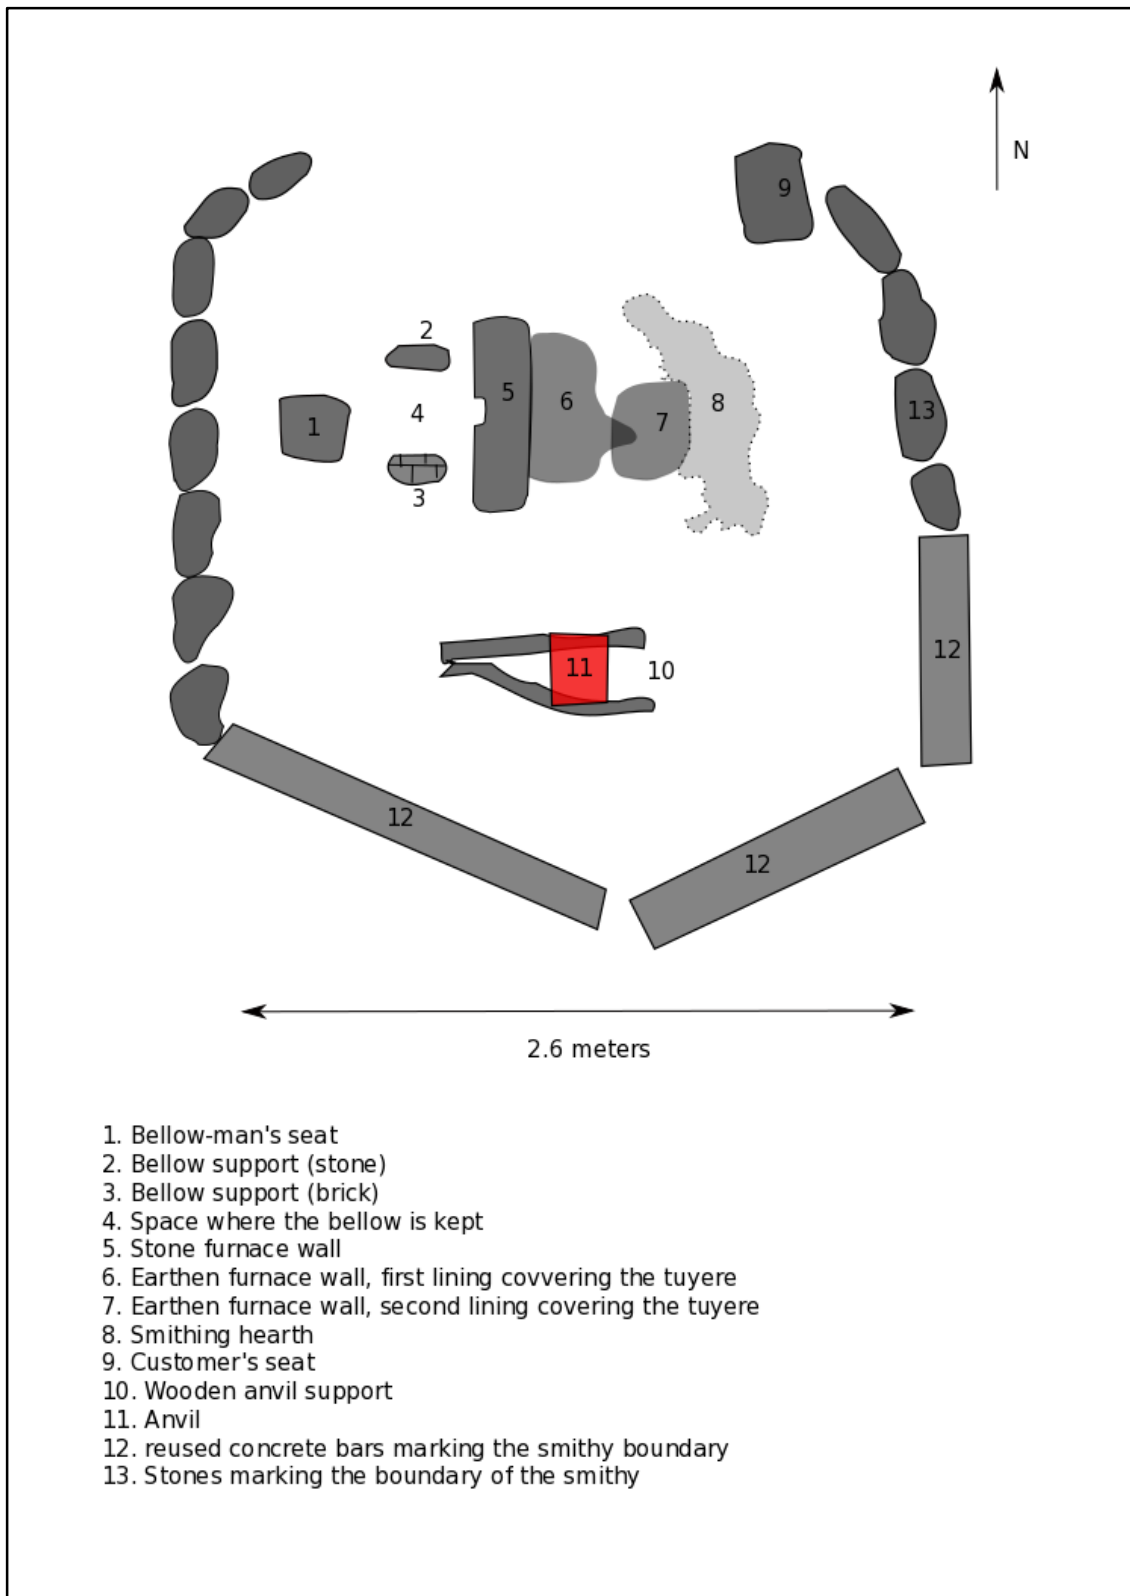 N
9
2
5
6
8
13
4
7
1
3
12
11
10
12
12
2.6 meters
1. Bellow-man's seat
2. Bellow support (stone)
3. Bellow support (brick)
4. Space where the bellow is kept
5. Stone furnace wall
6. Earthen furnace wall, first lining covvering the tuyere
7. Earthen furnace wall, second lining covering the tuyere
8. Smithing hearth
9. Customer's seat
10. Wooden anvil support
11. Anvil
12. reused concrete bars marking the smithy boundary
13. Stones marking the boundary of the smithy